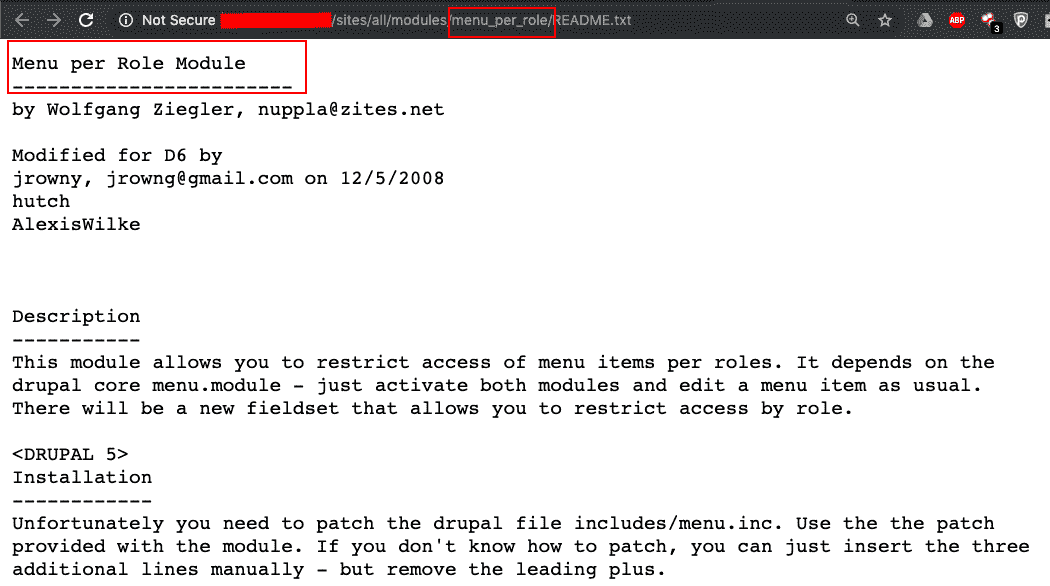 Not Secure /sites/all/modules/menu_per_role/README.txt
ABP
3
Menu per Role Module
------------------------
by Wolfgang Ziegler, nuppla@zites.net
Modified for D6 by
jrowny, jrowng@gmail.com on 12/5/2008
hutch
AlexisWilke
Description
-----------
This module allows you to restrict access of menu items per roles. It depends on the
drupal core menu.module - just activate both modules and edit a menu item as usual.
There will be a new fieldset that allows you to restrict access by role.
<DRUPAL 5>
Installation
------------
Unfortunately you need to patch the drupal file includes/menu.inc. Use the the patch
provided with the module. If you don't know how to patch, you can just insert the three
additional lines manually - but remove the leading plus.